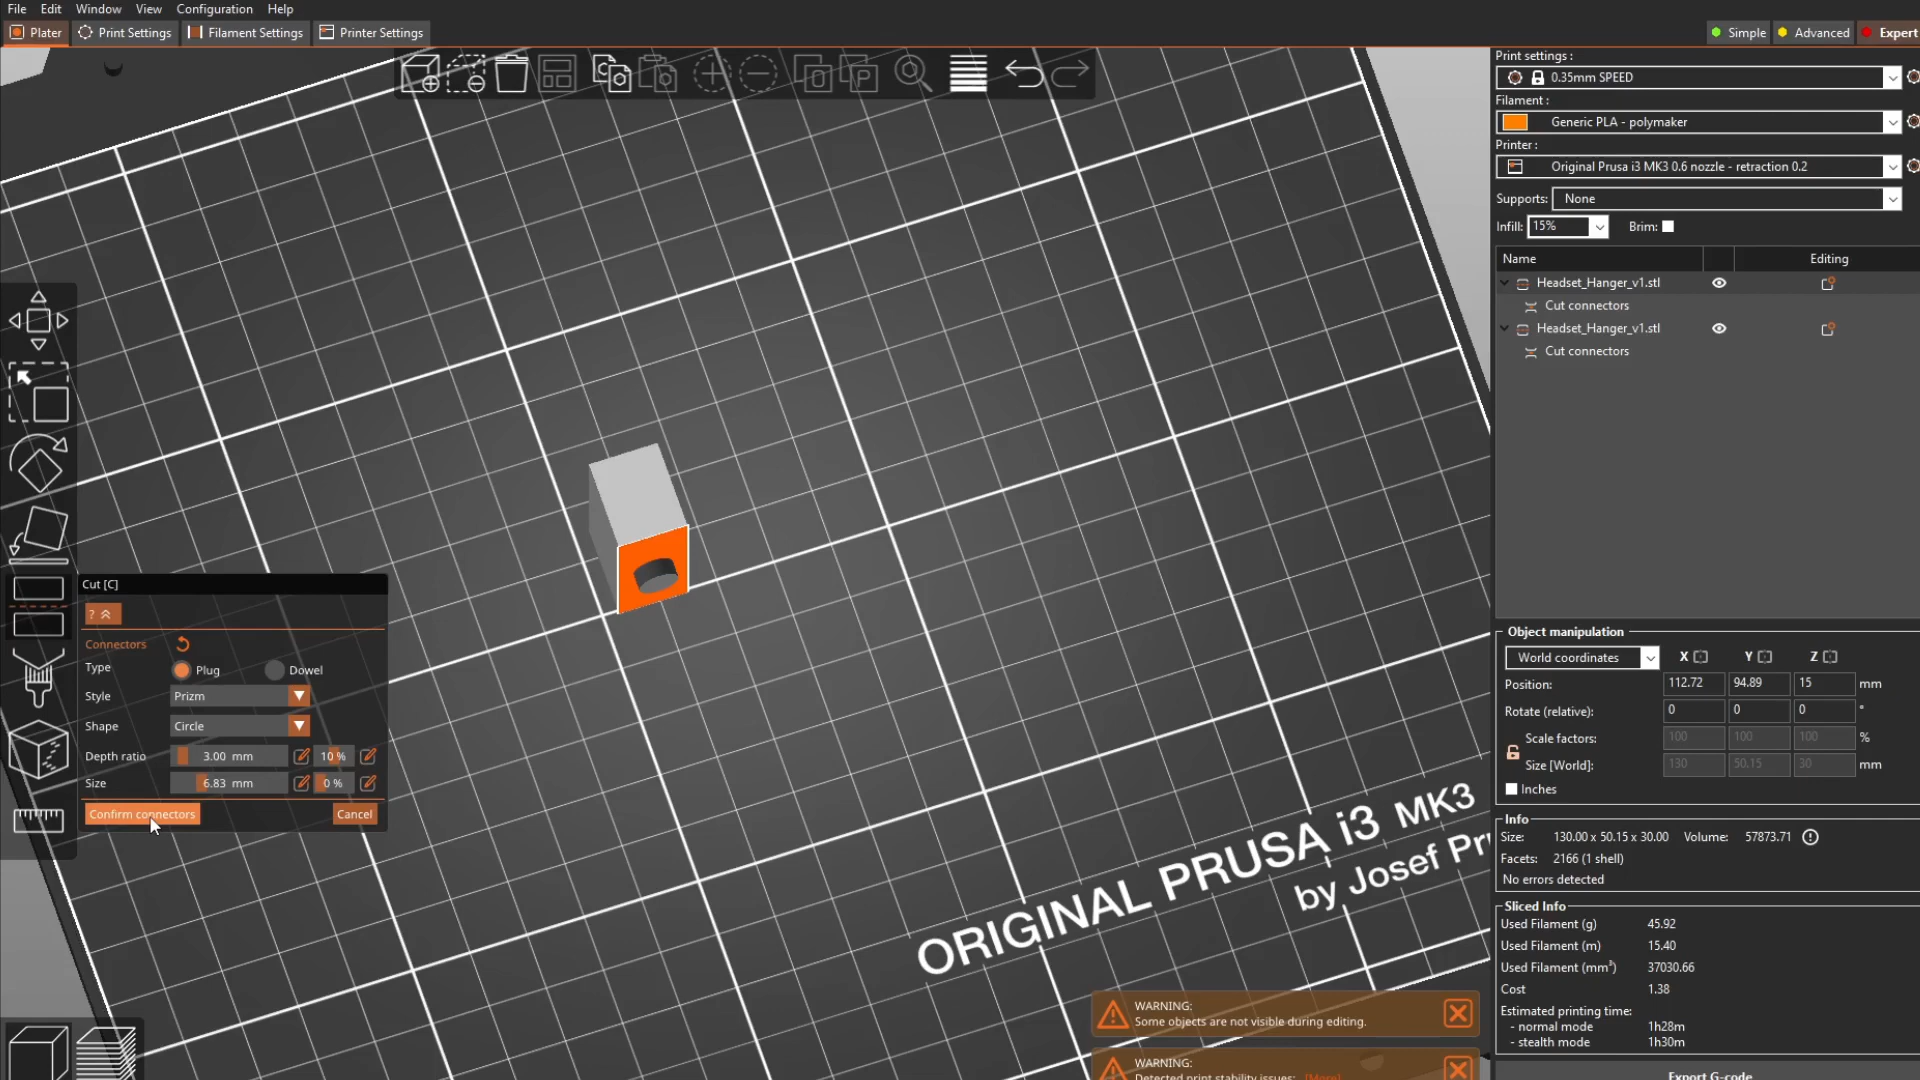 File Edit Window View Configuration Help
Plater Print Settings Filament Settings Printer Settings Simple Advanced Expert
Print settings :
0.35mm SPEED
Filament :
Generic PLA - polymaker
Printer :
Original Prusa i3 MK3 0.6 nozzle - retraction 0.2
Supports: None
Infill: 15% Brim:
Name Editing
Headset_Hanger_v1.stl
Cut connectors
Headset_Hanger_v1.stl
Cut connectors
Cut [C]
?
Connectors
Type Plug Dowel
Style Prizm
Shape Circle
Depth ratio 3.00 mm 10 %
Size 6.83 mm 0 %
Confirm connectors Cancel
Object manipulation
World coordinates X Y Z
Position: 112.72 94.89 15 mm
Rotate (relative): 0 0 0 °
Scale factors: 100 100 100 %
Size [World]: 130 50.15 30 mm
Inches
Info
Size: 130.00 x 50.15 x 30.00 Volume: 57873.71
Facets: 2166 (1 shell)
No errors detected
Sliced Info
Used Filament (g) 45.92
Used Filament (m) 15.40
Used Filament (mm³) 37030.66
Cost 1.38
Estimated printing time:
- normal mode 1h28m
- stealth mode 1h30m
Export G-code
ORIGINAL PRUSA i3 MK3
by Josef Pr
WARNING:
Some objects are not visible during editing.
WARNING:
Detected print stability issues: [More]